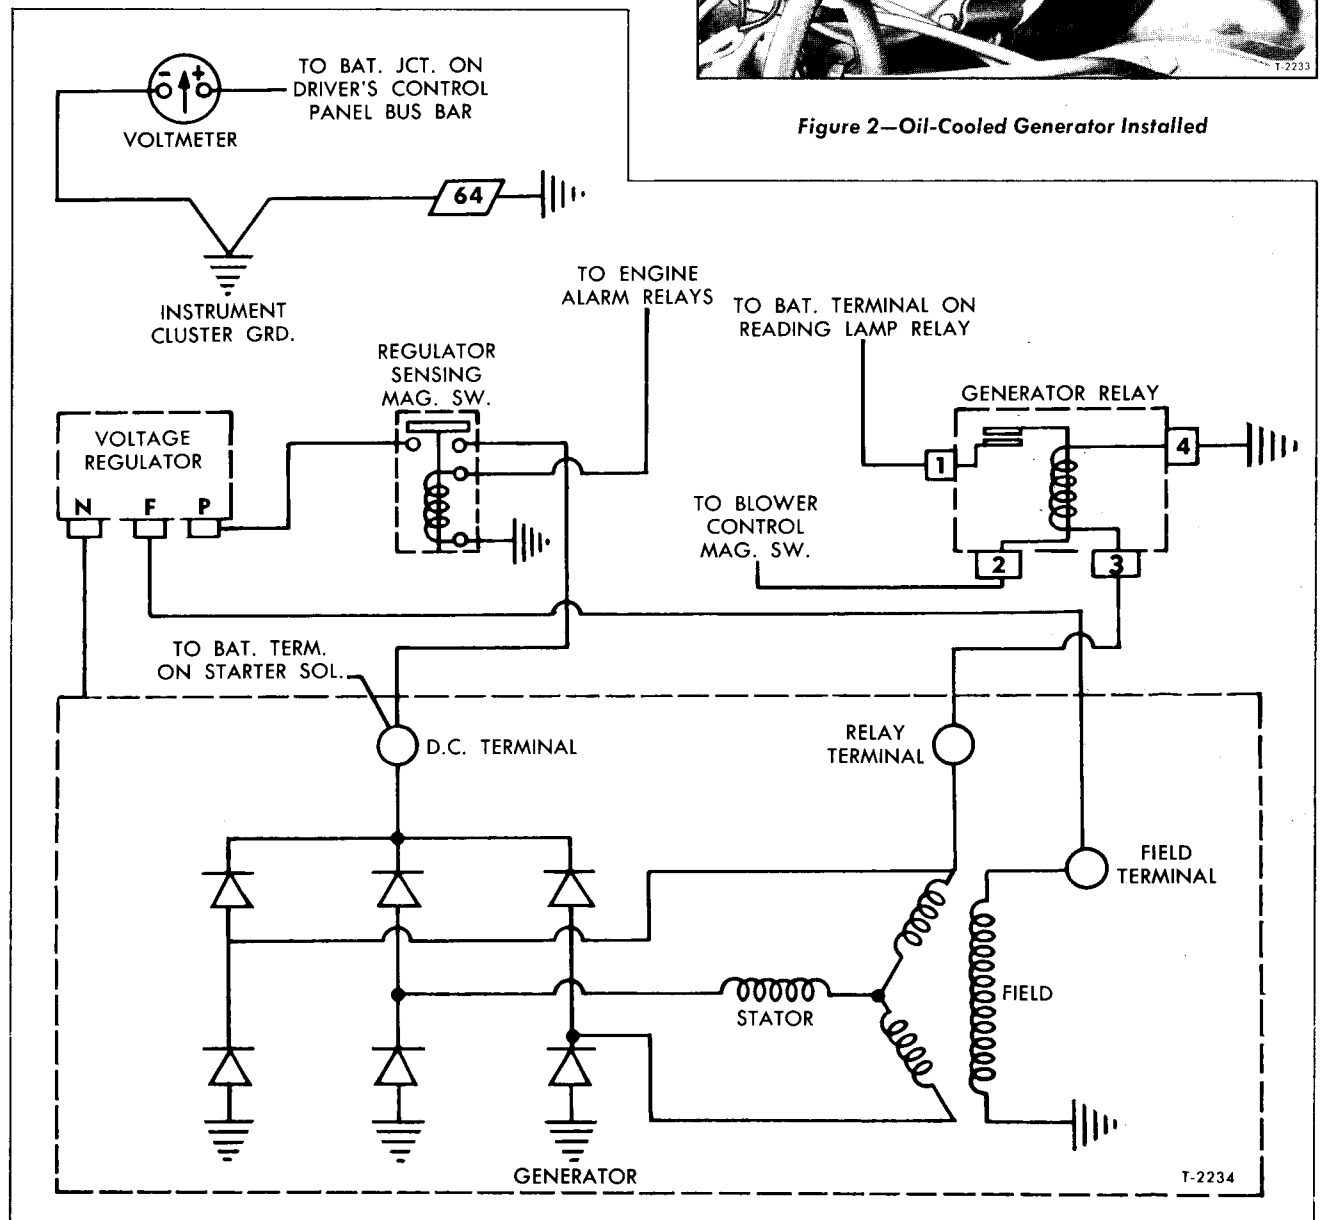 T-2233
Figure 2—Oil-Cooled Generator Installed
- +
TO BAT. JCT. ON
DRIVER'S CONTROL
PANEL BUS BAR
VOLTMETER
64
INSTRUMENT
CLUSTER GRD.
TO ENGINE
ALARM RELAYS
TO BAT. TERMINAL ON
READING LAMP RELAY
REGULATOR
SENSING
MAG. SW.
GENERATOR RELAY
VOLTAGE
REGULATOR
N F P
1
4
TO BLOWER
CONTROL
MAG. SW.
2
3
TO BAT. TERM.
ON STARTER SOL.
D.C. TERMINAL
RELAY
TERMINAL
FIELD
TERMINAL
STATOR
FIELD
GENERATOR
T-2234